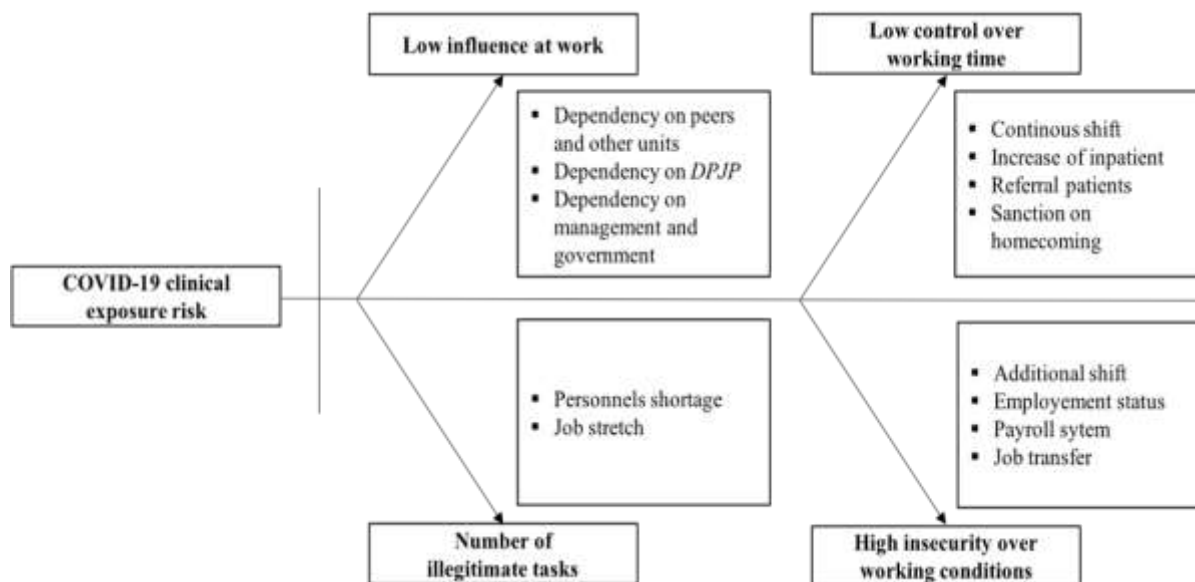 Low influence at work
Low control over
working time
▪ Dependency on peers
and other units
▪ Dependency on DPJP
▪ Dependency on
management and
government
▪ Continous shift
▪ Increase of inpatient
▪ Referral patients
▪ Sanction on
homecoming
COVID-19 clinical
exposure risk
▪ Personnels shortage
▪ Job stretch
▪ Additional shift
▪ Employement status
▪ Payroll sytem
▪ Job transfer
Number of
illegitimate tasks
High insecurity over
working conditions